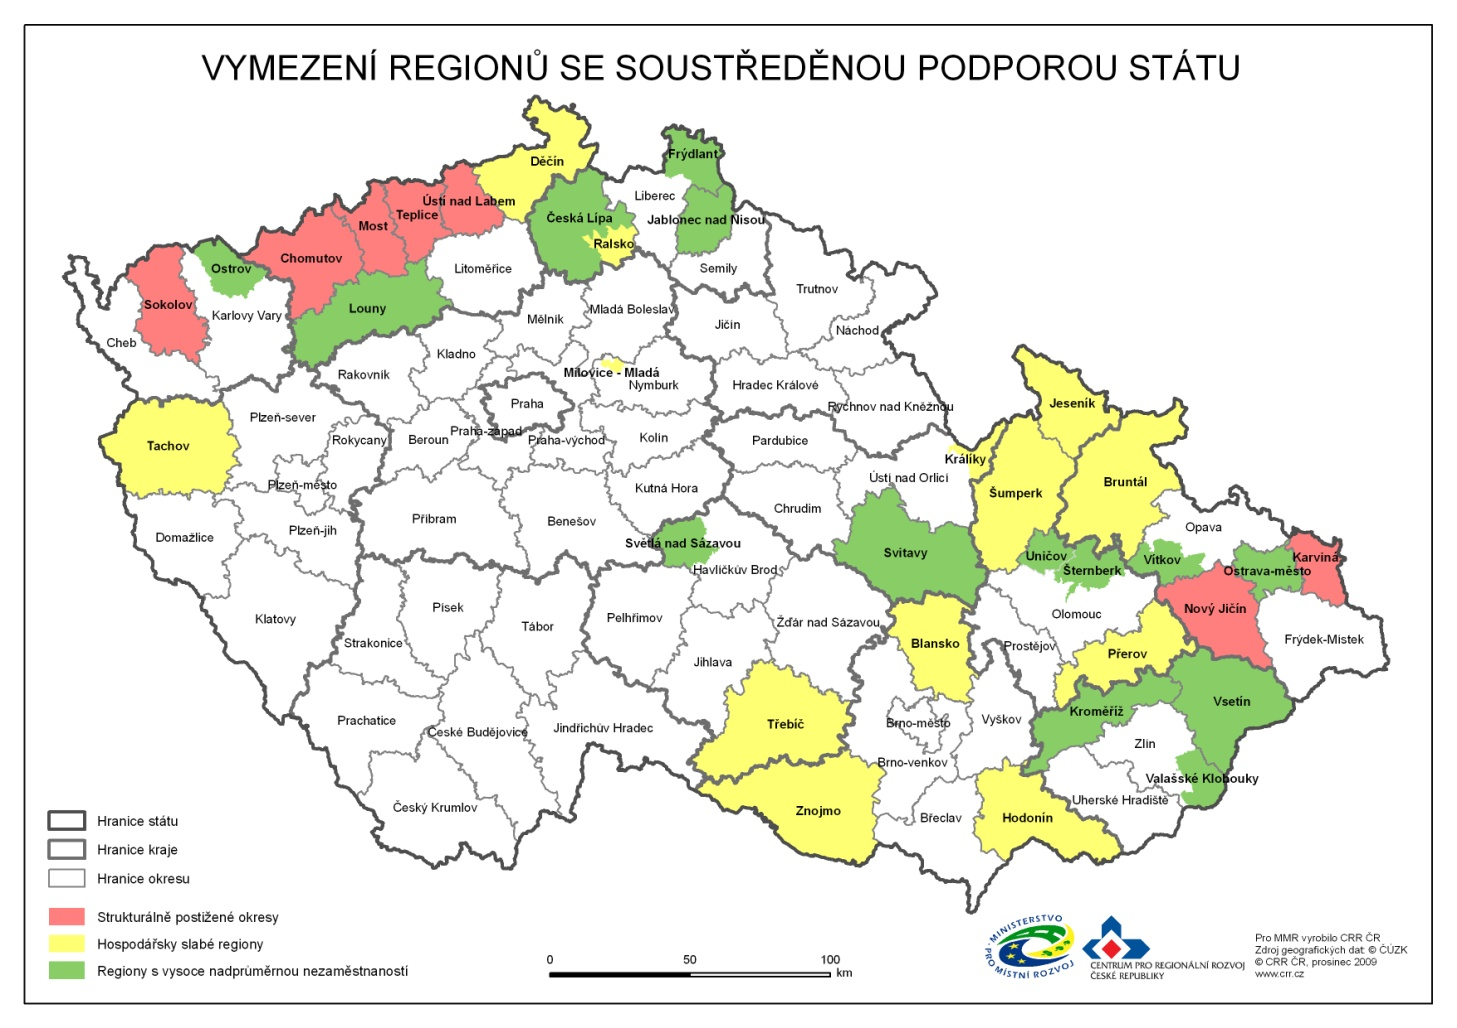 VYMEZENÍ REGIONŮ SE SOUSTŘEDĚNOU PODPOROU STÁTU
Děčín
Frýdlant
Liberec
Ústí nad Labem
Teplice
Most
Česká Lípa
Jablonec nad Nisou
Ralsko
Chomutov
Ostrov
Litoměřice
Semily
Sokolov
Louny
Karlovy Vary
Trutnov
Mladá Boleslav
Mělník
Jičín
Náchod
Cheb
Kladno
Rakovník
Milovice - Mladá
Nymburk
Hradec Králové
Praha
Rychnov nad Kněžnou
Jeseník
Plzeň-sever
Rokycany
Beroun
Praha-západ
Praha-východ
Kolín
Pardubice
Tachov
Králíky
Ústí nad Orlicí
Bruntál
Plzeň-město
Kutná Hora
Šumperk
Chrudim
Příbram
Benešov
Opava
Domažlice
Plzeň-jih
Světlá nad Sázavou
Svitavy
Uničov
Šternberk
Vítkov
Karviná
Ostrava-město
Havlíčkův Brod
Klatovy
Písek
Pelhřimov
Tábor
Žďár nad Sázavou
Olomouc
Nový Jičín
Strakonice
Blansko
Prostějov
Přerov
Frýdek-Místek
Jihlava
Prachatice
České Budějovice
Jindřichův Hradec
Třebíč
Brno-město
Vyškov
Kroměříž
Vsetín
Zlín
Brno-venkov
Valašské Klobouky
Český Krumlov
Znojmo
Břeclav
Hodonín
Uherské Hradiště
Hranice státu
Hranice kraje
Hranice okresu
Strukturálně postižené okresy
Hospodářsky slabé regiony
Regiony s vysoce nadprůměrnou nezaměstnaností
0 50 100
km
MINISTERSTVO
PRO MÍSTNÍ ROZVOJ
CENTRUM PRO REGIONÁLNÍ ROZVOJ
ČESKÉ REPUBLIKY
Pro MMR vyrobilo CRR ČR
Zdroj geografických dat: © ČÚZK
© CRR ČR, prosinec 2009
www.crr.cz